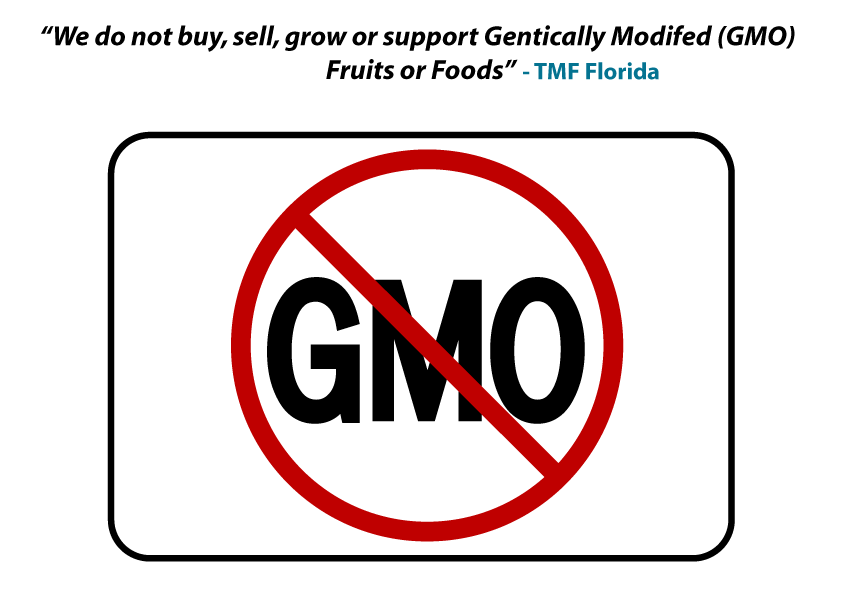 “We do not buy, sell, grow or support Gentically Modifed (GMO)
Fruits or Foods” - TMF Florida
GMO